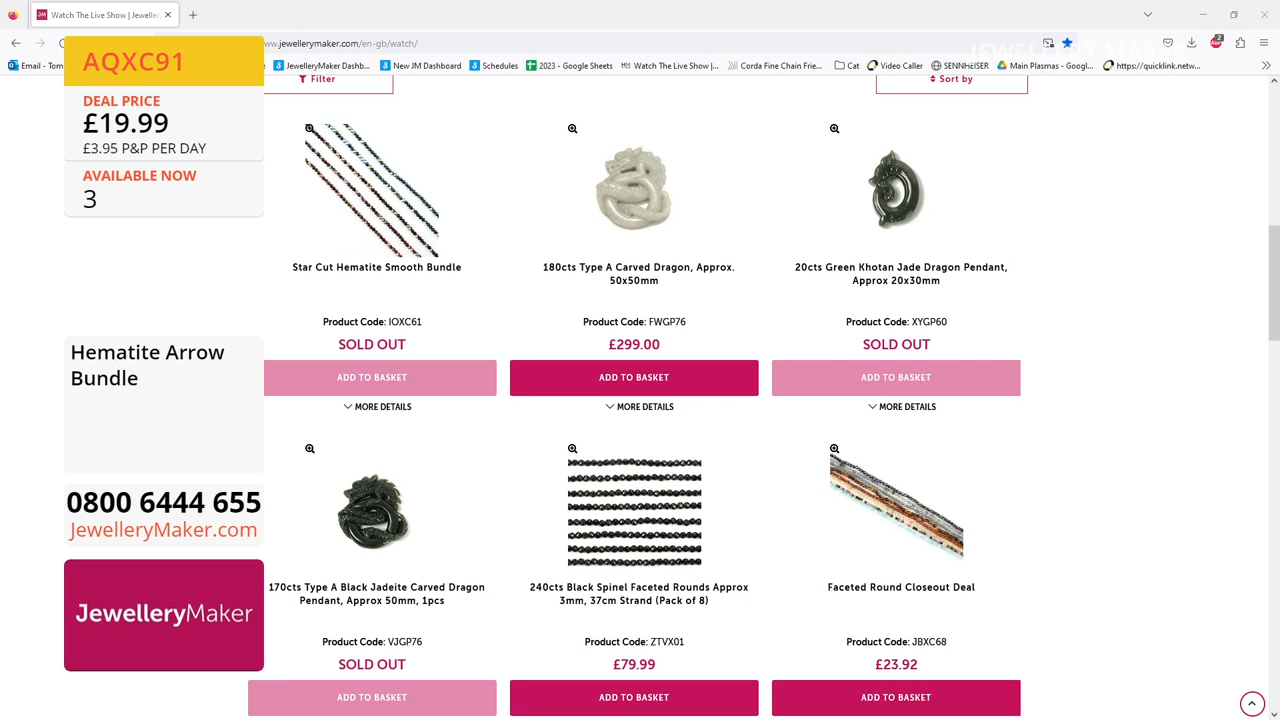 Watch The Live Show | Jeweller
ww.jewellerymaker.com/en-gb/watch/
JEWELLERYMAKER
Email - Tom
JewelleryMaker Dashb...
New JM Dashboard
Schedules
2023 - Google Sheets
Watch The Live Show |...
Corda Fine Chain Frie...
Cat
Video Caller
SENNHEISER
Main Plasmas - Googl...
https://quicklink.netw...
AQXC91
DEAL PRICE
£19.99
£3.95 P&P PER DAY
AVAILABLE NOW
3
Hematite Arrow
Bundle
0800 6444 655
JewelleryMaker.com
JewelleryMaker
Filter
Sort by
Star Cut Hematite Smooth Bundle
Product Code: IOXC61
SOLD OUT
ADD TO BASKET
MORE DETAILS
180cts Type A Carved Dragon, Approx.
50x50mm
Product Code: FWGP76
£299.00
ADD TO BASKET
MORE DETAILS
20cts Green Khotan Jade Dragon Pendant,
Approx 20x30mm
Product Code: XYGP60
SOLD OUT
ADD TO BASKET
MORE DETAILS
170cts Type A Black Jadeite Carved Dragon
Pendant, Approx 50mm, 1pcs
Product Code: VJGP76
SOLD OUT
ADD TO BASKET
240cts Black Spinel Faceted Rounds Approx
3mm, 37cm Strand (Pack of 8)
Product Code: ZTVX01
£79.99
ADD TO BASKET
Faceted Round Closeout Deal
Product Code: JBXC68
£23.92
ADD TO BASKET